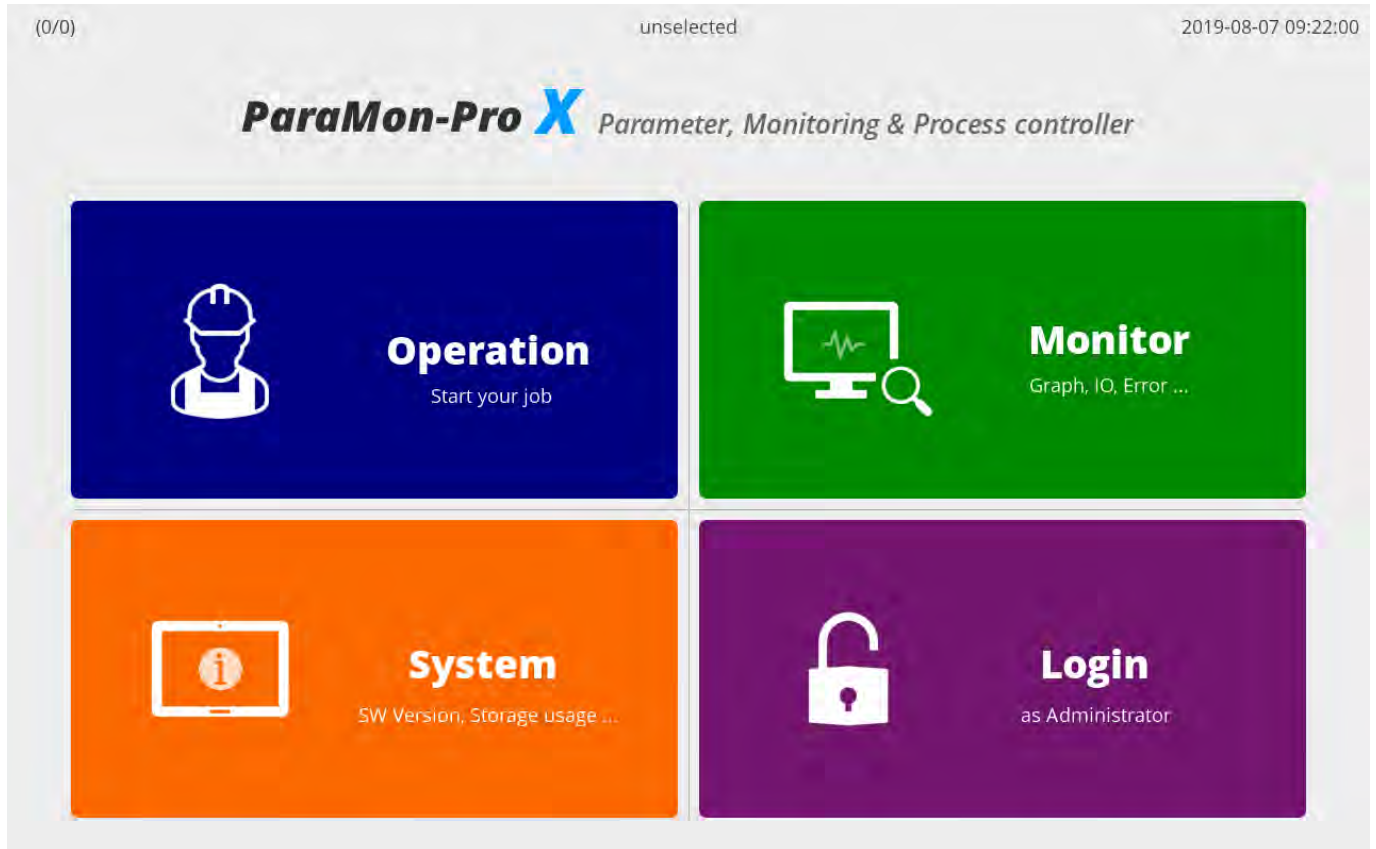 (0/0) unselected 2019-08-07 09:22:00
ParaMon-Pro X Parameter, Monitoring & Process controller
Operation
Start your job
Monitor
Graph, IO, Error ...
System
SW Version, Storage usage ...
Login
as Administrator